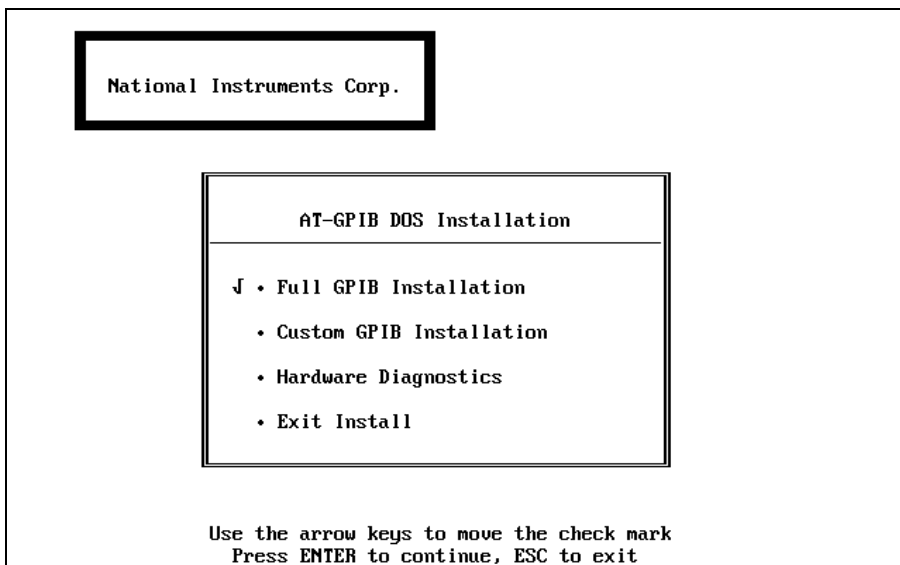 National Instruments Corp.
AT-GPIB DOS Installation
√ • Full GPIB Installation
• Custom GPIB Installation
• Hardware Diagnostics
• Exit Install
Use the arrow keys to move the check mark
Press ENTER to continue, ESC to exit